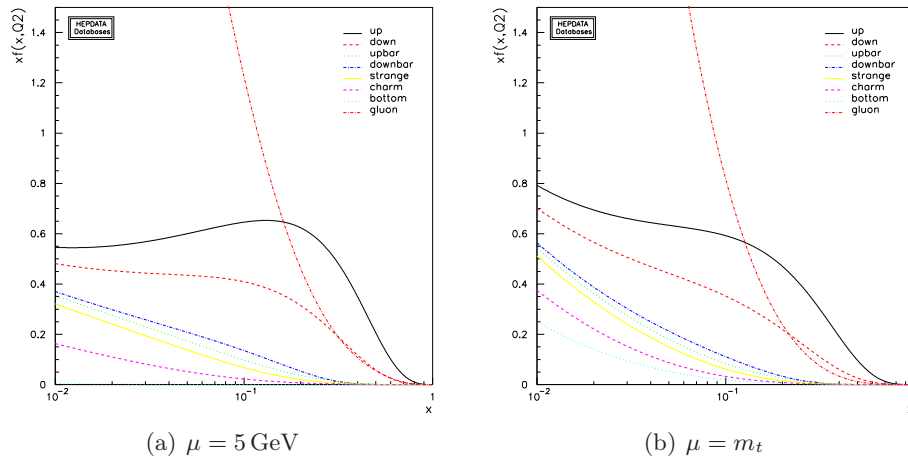 xf(x,Q2)
1.4
1.2
1
0.8
0.6
0.4
0.2
0
HEPDATA
Databases
up
down
upbar
downbar
strange
charm
bottom
gluon
10⁻²
10⁻¹
1
x
(a) μ = 5 GeV
xf(x,Q2)
1.4
1.2
1
0.8
0.6
0.4
0.2
0
HEPDATA
Databases
up
down
upbar
downbar
strange
charm
bottom
gluon
10⁻²
10⁻¹
(b) μ = mₜ